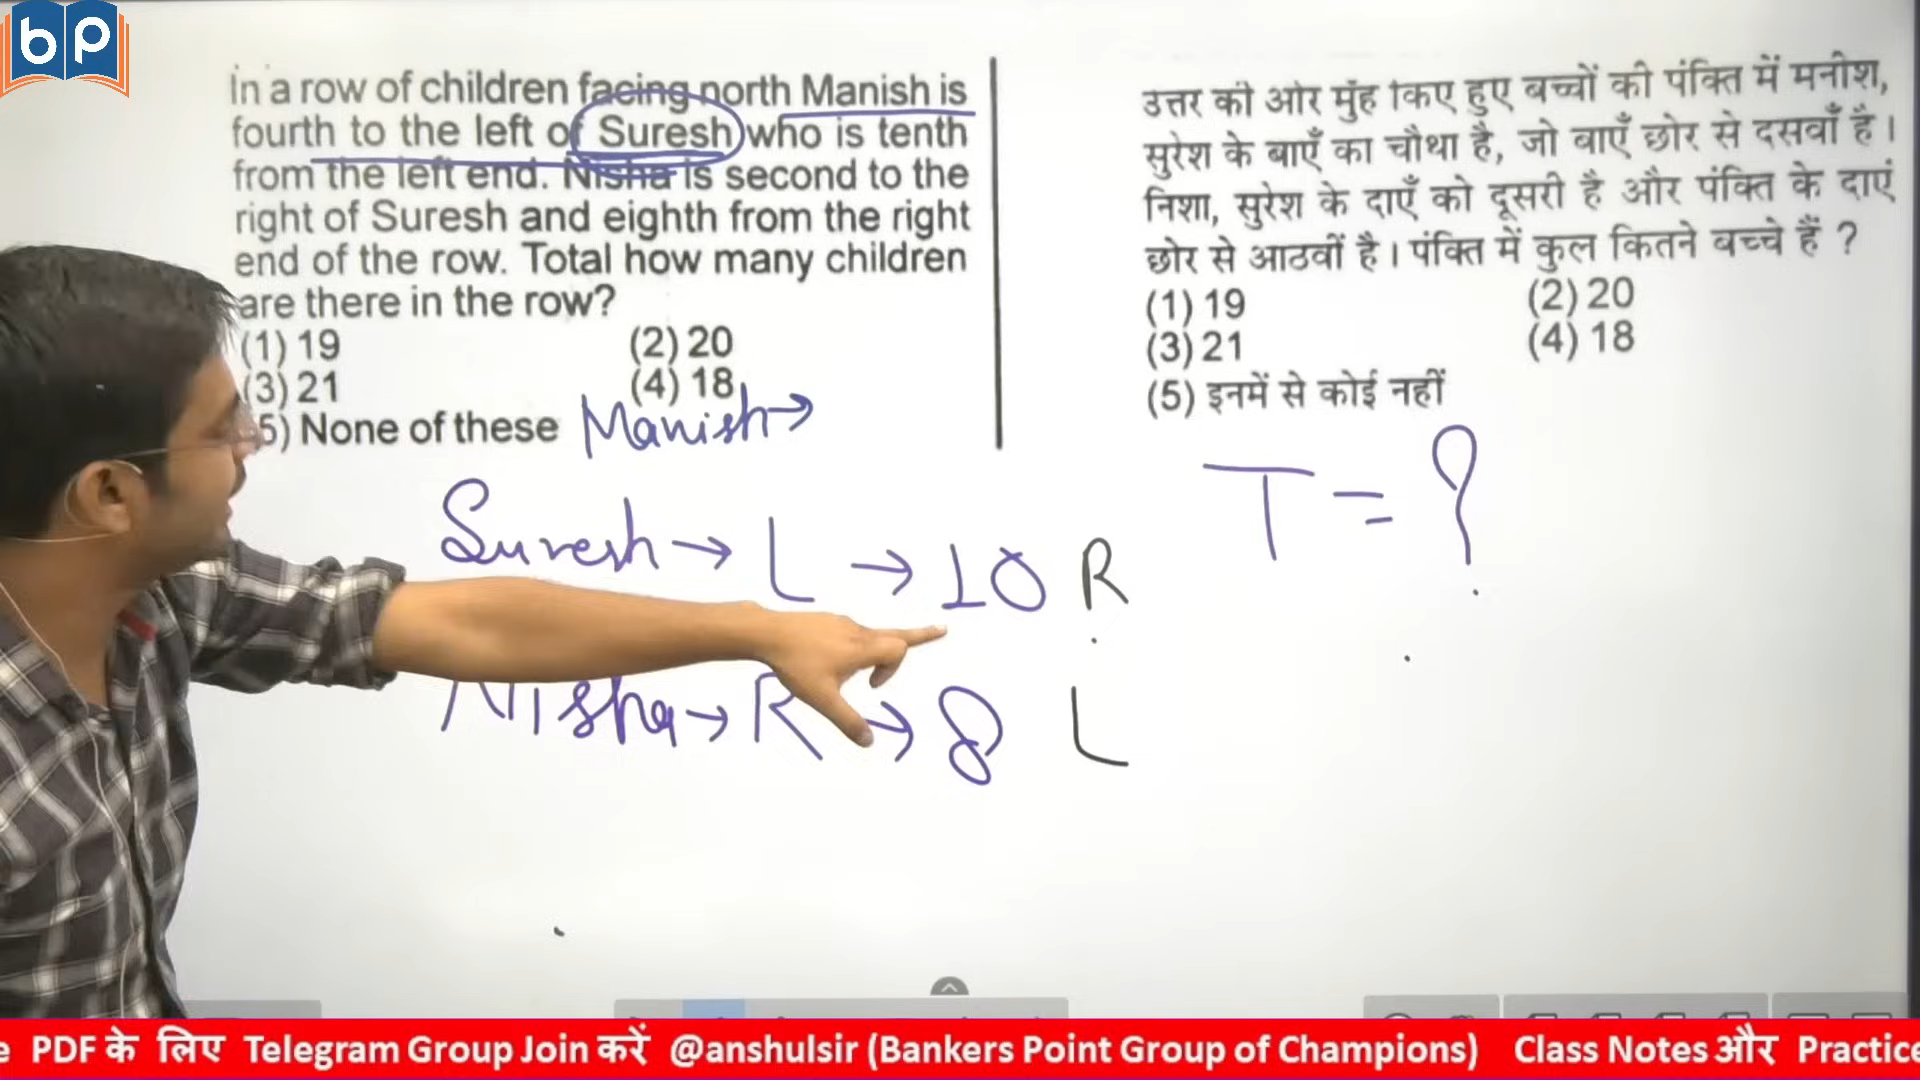 bp
In a row of children facing north Manish is
fourth to the left of Suresh who is tenth
from the left end. Nisha is second to the
right of Suresh and eighth from the right
end of the row. Total how many children
are there in the row?
(1) 19 (2) 20
(3) 21 (4) 18
5) None of these
उत्तर की ओर मुँह किए हुए बच्चों की पंक्ति में मनीश,
सुरेश के बाएँ का चौथा है, जो बाएँ छोर से दसवाँ है।
निशा, सुरेश के दाएँ को दूसरी है और पंक्ति के दाएं
छोर से आठवीं है। पंक्ति में कुल कितने बच्चे हैं ?
(1) 19 (2) 20
(3) 21 (4) 18
(5) इनमें से कोई नहीं
Manish→
Suresh → L → 10 R
Nisha → R → 8 L
T = ?
e PDF के लिए Telegram Group Join करें @anshulsir (Bankers Point Group of Champions) Class Notes और Practice